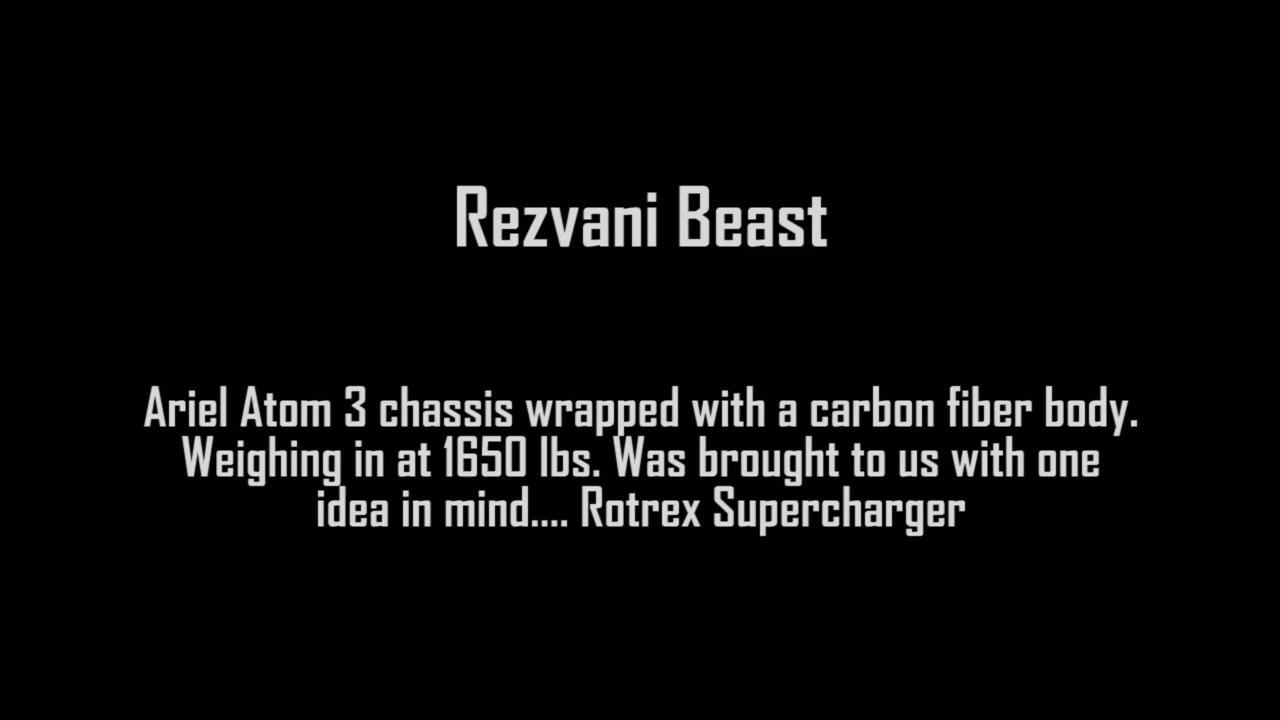 Rezvani Beast
Ariel Atom 3 chassis wrapped with a carbon fiber body.
Weighing in at 1650 lbs. Was brought to us with one
idea in mind.... Rotrex Supercharger